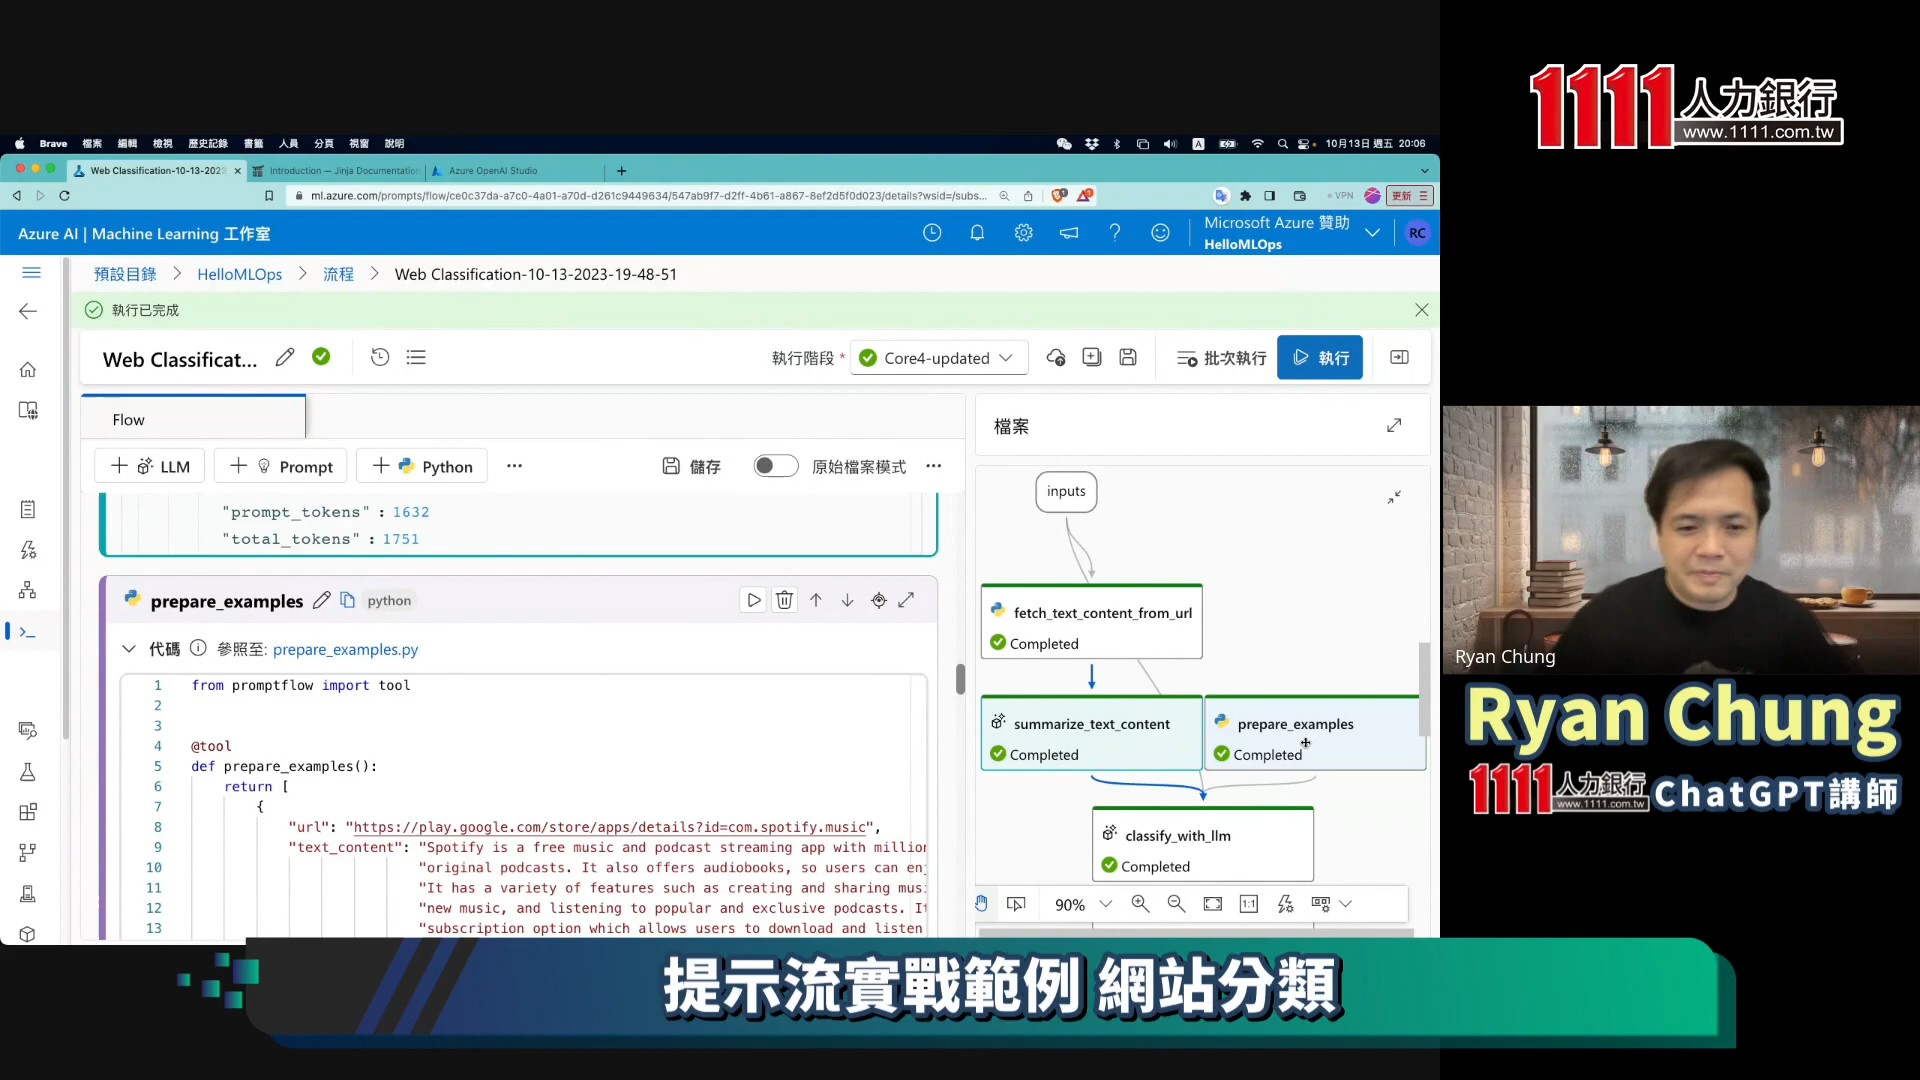 Brave 檔案 編輯 檢視 歷史記錄 書籤 人員 分頁 視窗 說明
A
10月13日 週五 20:06
Web Classification-10-13-2023
Introduction — Jinja Documentation
Azure OpenAI Studio
ml.azure.com/prompts/flow/ce0c37da-a7c0-4a01-a70d-d261c9449634/547ab9f7-d2ff-4b61-a867-8ef2d5f0d023/details?wsid=/subs...
VPN
更新
Azure AI | Machine Learning 工作室
Microsoft Azure 贊助
HelloMLOps
RC
預設目錄 > HelloMLOps > 流程 > Web Classification-10-13-2023-19-48-51
執行已完成
Web Classificat...
執行階段 *
Core4-updated
批次執行
執行
Flow
檔案
+ LLM
+ Prompt
+ Python
...
儲存
原始檔案模式
...
"prompt_tokens" : 1632
"total_tokens" : 1751
prepare_examples
python
代碼
參照至: prepare_examples.py
1 from promptflow import tool
2
3
4 @tool
5 def prepare_examples():
6 return [
7 {
8 "url": "https://play.google.com/store/apps/details?id=com.spotify.music",
9 "text_content": "Spotify is a free music and podcast streaming app with million
10 "original podcasts. It also offers audiobooks, so users can en
11 "It has a variety of features such as creating and sharing mus
12 "new music, and listening to popular and exclusive podcasts. I
13 "subscription option which allows users to download and listen
inputs
fetch_text_content_from_url
Completed
summarize_text_content
Completed
prepare_examples
Completed
classify_with_llm
Completed
90%
1:1
1111人力銀行
www.1111.com.tw
Ryan Chung
Ryan Chung
1111人力銀行
www.1111.com.tw
ChatGPT講師
提示流實戰範例 網站分類